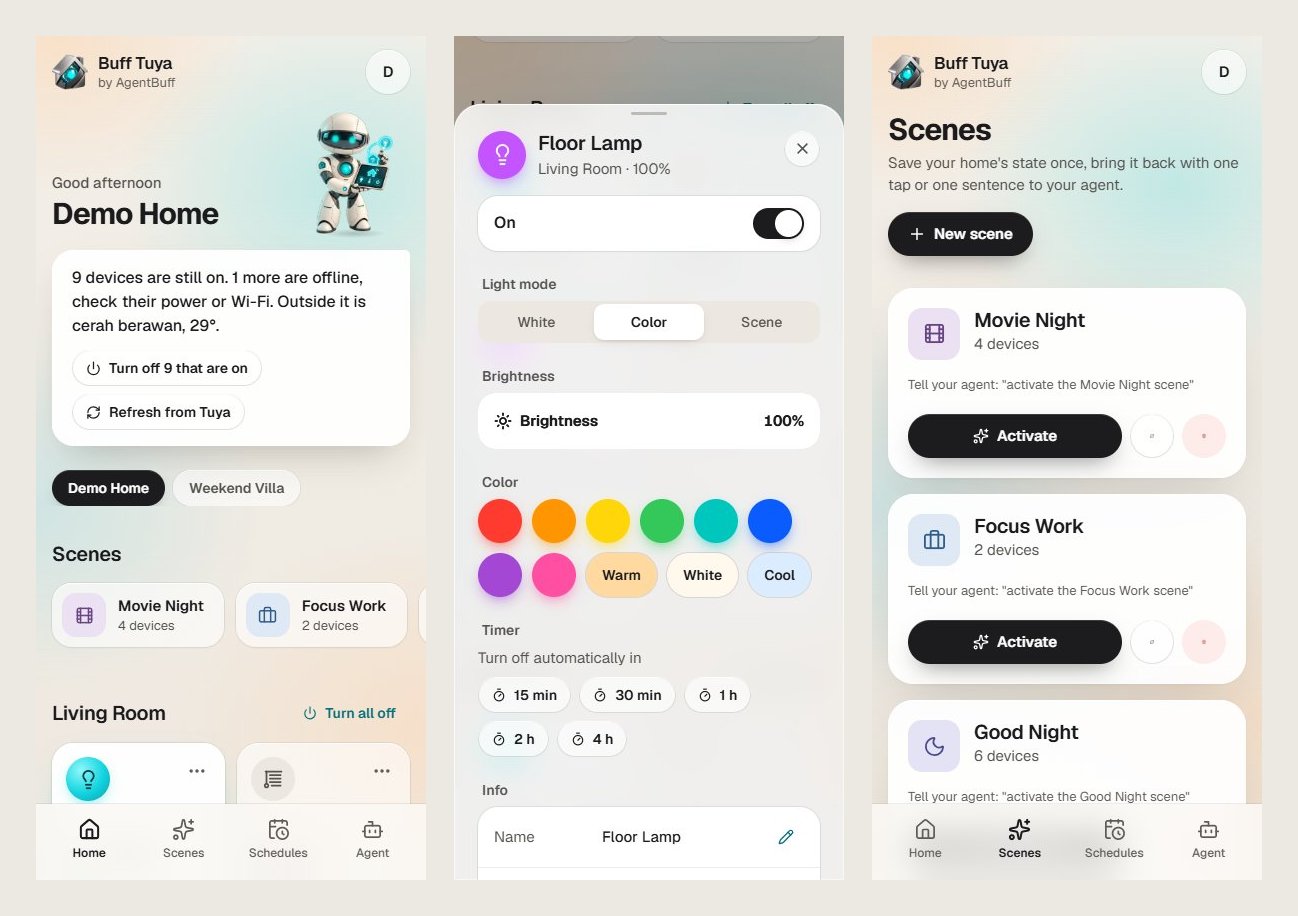 Buff Tuya
by AgentBuff
D
Good afternoon
Demo Home
9 devices are still on. 1 more are offline,
check their power or Wi-Fi. Outside it is
cerah berawan, 29°.
Turn off 9 that are on
Refresh from Tuya
Demo Home
Weekend Villa
Scenes
Movie Night
4 devices
Focus Work
2 devices
Living Room
Turn all off
Home
Scenes
Schedules
Agent
Floor Lamp
Living Room · 100%
On
Light mode
White
Color
Scene
Brightness
Brightness
100%
Color
Warm
White
Cool
Timer
Turn off automatically in
15 min
30 min
1 h
2 h
4 h
Info
Name
Floor Lamp
Buff Tuya
by AgentBuff
D
Scenes
Save your home's state once, bring it back with one
tap or one sentence to your agent.
New scene
Movie Night
4 devices
Tell your agent: "activate the Movie Night scene"
Activate
Focus Work
2 devices
Tell your agent: "activate the Focus Work scene"
Activate
Good Night
6 devices
Tell your agent: "activate the Good Night scene"
Home
Scenes
Schedules
Agent